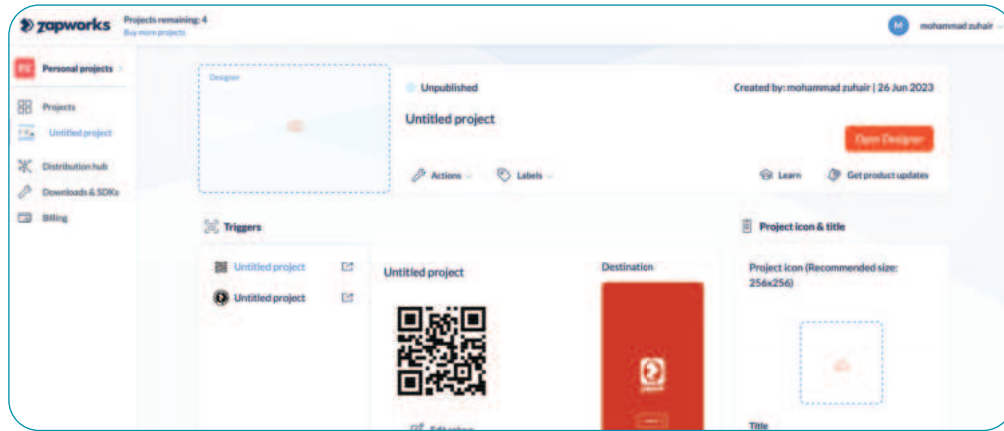 zapworks
Projects remaining: 4
Buy more projects
M
mohammad zuhair
Personal projects
Projects
Untitled project
Distribution hub
Downloads & SDKs
Billing
Designer
Unpublished
Created by: mohammad zuhair | 26 Jun 2023
Untitled project
Open Designer
Actions
Labels
Learn
Get product updates
Triggers
Project icon & title
Untitled project
Untitled project
Untitled project
Destination
Project icon (Recommended size:
256x256)
Title